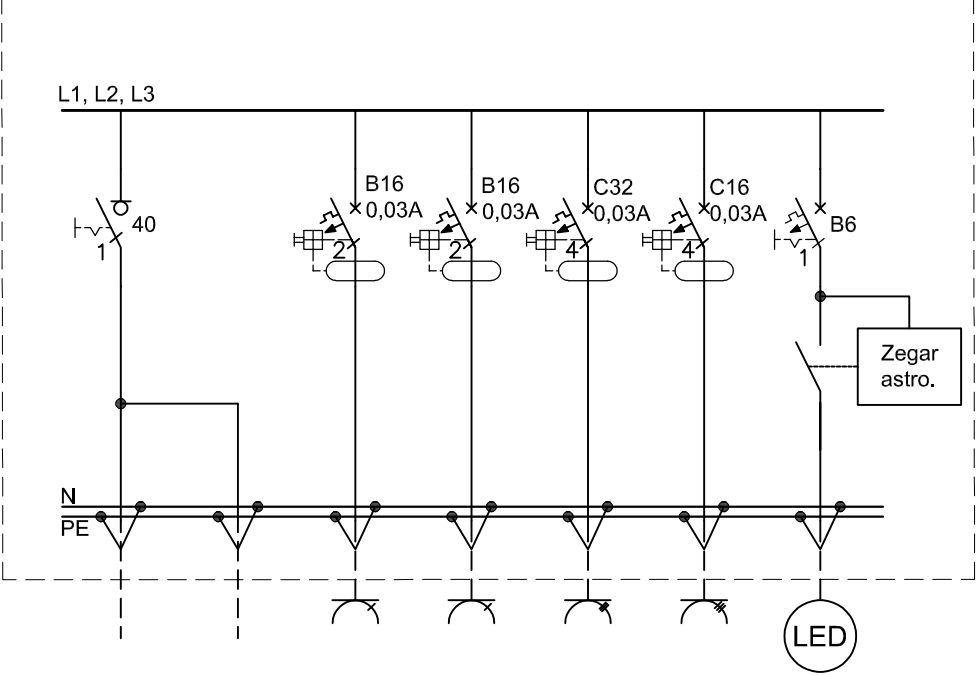 L1, L2, L3
40
1
B16
0,03A
2
B16
0,03A
2
C32
0,03A
4
C16
0,03A
4
B6
1
Zegar
astro.
N
PE
LED